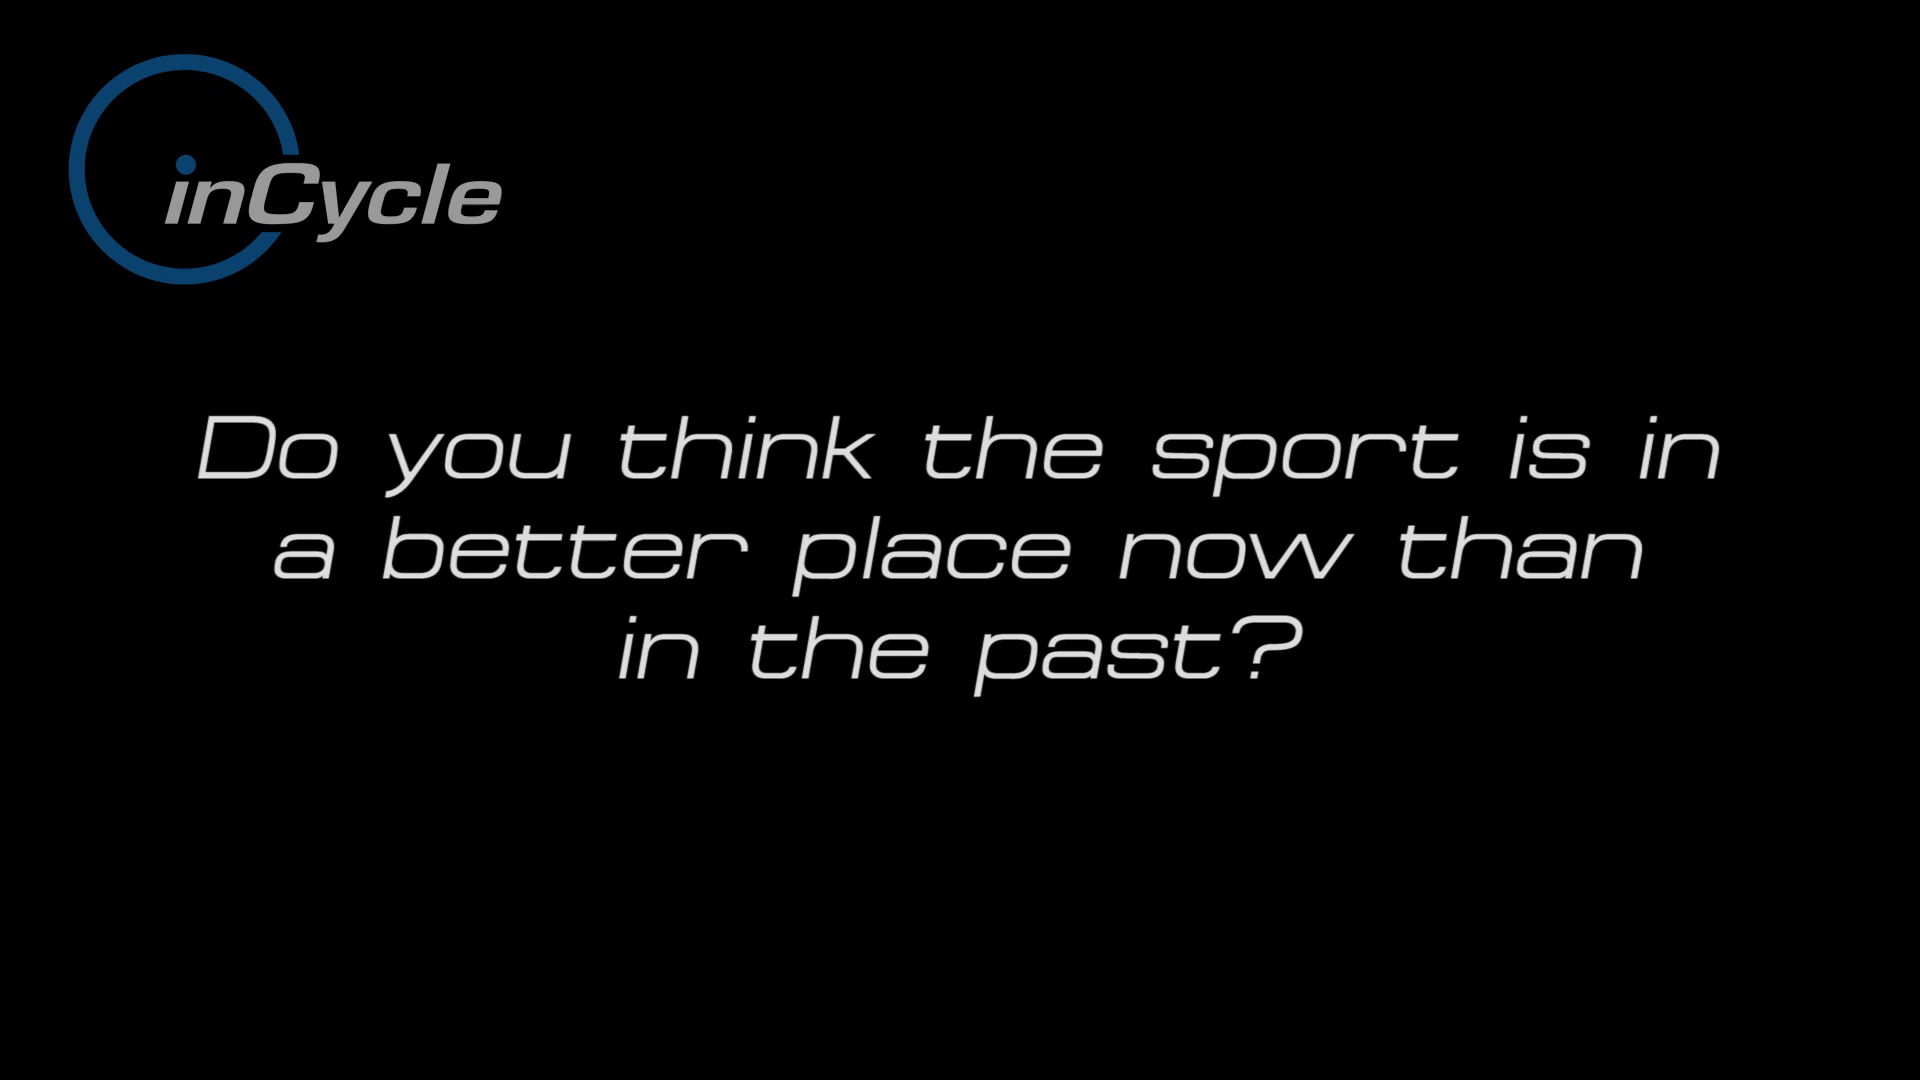 inCycle
Do you think the sport is in
a better place now than
in the past?